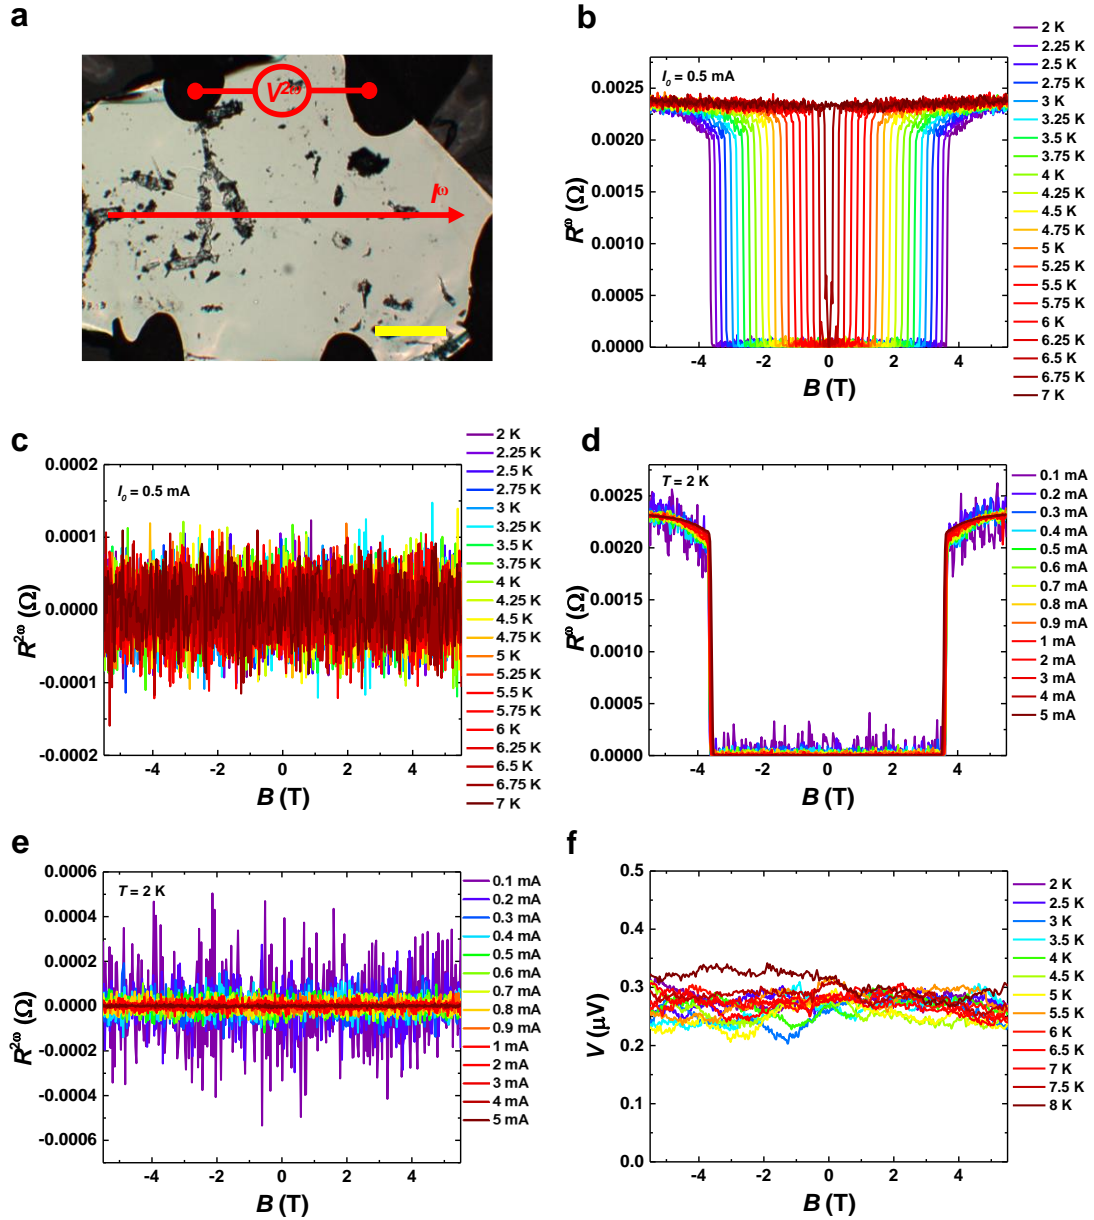 a
V²ω
Iω
b
I₀ = 0.5 mA
Rω (Ω)
0.0025
0.0020
0.0015
0.0010
0.0005
0.0000
-4 -2 0 2 4
B (T)
2 K
2.25 K
2.5 K
2.75 K
3 K
3.25 K
3.5 K
3.75 K
4 K
4.25 K
4.5 K
4.75 K
5 K
5.25 K
5.5 K
5.75 K
6 K
6.25 K
6.5 K
6.75 K
7 K
c
I₀ = 0.5 mA
R²ω (Ω)
0.0002
0.0001
0.0000
-0.0001
-0.0002
-4 -2 0 2 4
B (T)
2 K
2.25 K
2.5 K
2.75 K
3 K
3.25 K
3.5 K
3.75 K
4 K
4.25 K
4.5 K
4.75 K
5 K
5.25 K
5.5 K
5.75 K
6 K
6.25 K
6.5 K
6.75 K
7 K
d
T = 2 K
Rω (Ω)
0.0025
0.0020
0.0015
0.0010
0.0005
0.0000
-4 -2 0 2 4
B (T)
0.1 mA
0.2 mA
0.3 mA
0.4 mA
0.5 mA
0.6 mA
0.7 mA
0.8 mA
0.9 mA
1 mA
2 mA
3 mA
4 mA
5 mA
e
T = 2 K
R²ω (Ω)
0.0006
0.0004
0.0002
0.0000
-0.0002
-0.0004
-0.0006
-4 -2 0 2 4
B (T)
0.1 mA
0.2 mA
0.3 mA
0.4 mA
0.5 mA
0.6 mA
0.7 mA
0.8 mA
0.9 mA
1 mA
2 mA
3 mA
4 mA
5 mA
f
V (µV)
0.5
0.4
0.3
0.2
0.1
0.0
-4 -2 0 2 4
B (T)
2 K
2.5 K
3 K
3.5 K
4 K
4.5 K
5 K
5.5 K
6 K
6.5 K
7 K
7.5 K
8 K